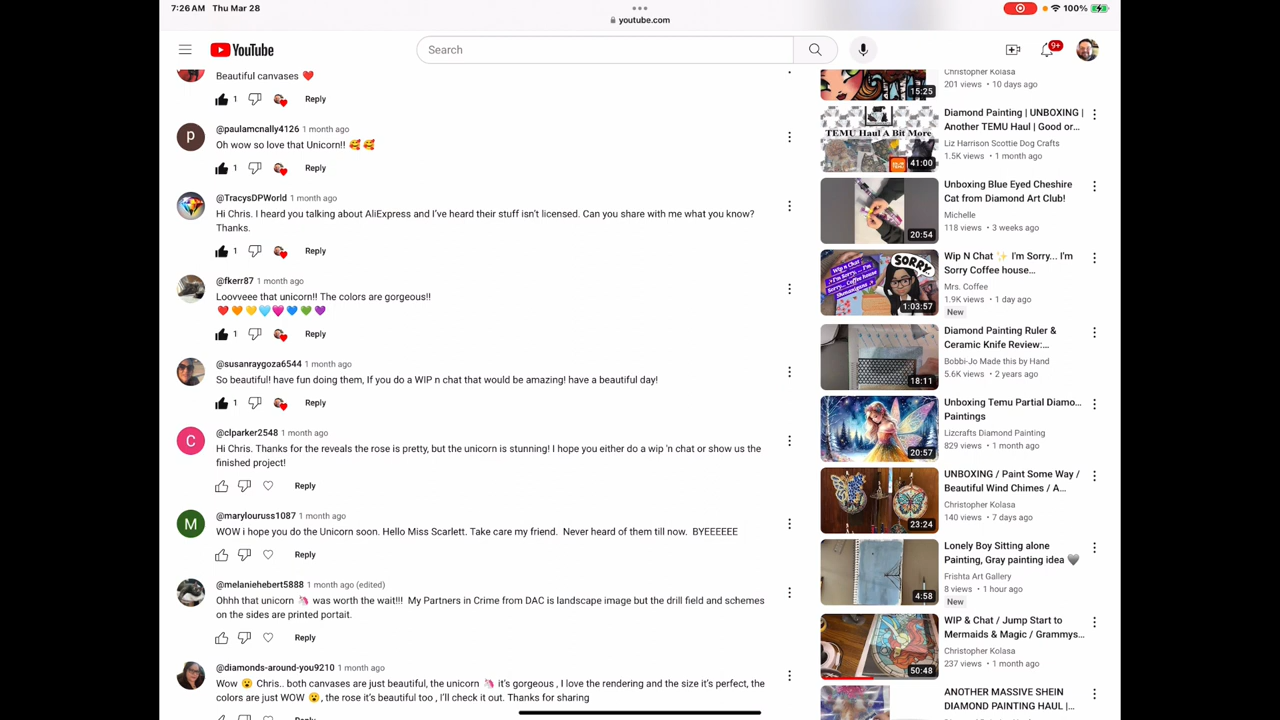 7:26 AM Thu Mar 28
youtube.com
100%
YouTube
Search
9+
Beautiful canvases ❤️
1 Reply
@paulamcnally4126 1 month ago
Oh wow so love that Unicorn!! 🥰 🥰
1 Reply
@TracysDPWorld 1 month ago
Hi Chris. I heard you talking about AliExpress and I've heard their stuff isn't licensed. Can you share with me what you know?
Thanks.
1 Reply
@fkerr87 1 month ago
Loovveee that unicorn!! The colors are gorgeous!!
❤️🧡💛🩵💗💙💚💜
1 Reply
@susanraygoza6544 1 month ago
So beautiful! have fun doing them, If you do a WIP n chat that would be amazing! have a beautiful day!
1 Reply
@clparker2548 1 month ago
Hi Chris. Thanks for the reveals the rose is pretty, but the unicorn is stunning! I hope you either do a wip 'n chat or show us the
finished project!
Reply
@marylouruss1087 1 month ago
WOW i hope you do the Unicorn soon. Hello Miss Scarlett. Take care my friend. Never heard of them till now. BYEEEEEE
Reply
@melaniehebert5888 1 month ago (edited)
Ohhh that unicorn 🦄 was worth the wait!!! My Partners in Crime from DAC is landscape image but the drill field and schemes
on the sides are printed portait.
Reply
@diamonds-around-you9210 1 month ago
Wow 😮 Chris.. both canvases are just beautiful, the unicorn 🦄 it's gorgeous , I love the rendering and the size it's perfect, the
colors are just WOW 😮, the rose it's beautiful too , I'll check it out. Thanks for sharing
Christopher Kolasa
201 views • 10 days ago
15:25
Diamond Painting | UNBOXING |
Another TEMU Haul | Good or...
Liz Harrison Scottie Dog Crafts
1.5K views • 1 month ago
TEMU Haul A Bit More
41:00
Unboxing Blue Eyed Cheshire
Cat from Diamond Art Club!
Michelle
118 views • 3 weeks ago
20:54
Wip N Chat ✨ I'm Sorry... I'm
Sorry Coffee house...
Mrs. Coffee
1.9K views • 1 day ago
New
SORRY
1:03:57
Diamond Painting Ruler &
Ceramic Knife Review:...
Bobbi-Jo Made this by Hand
5.6K views • 2 years ago
18:11
Unboxing Temu Partial Diamo...
Paintings
Lizcrafts Diamond Painting
829 views • 1 month ago
20:57
UNBOXING / Paint Some Way /
Beautiful Wind Chimes / A...
Christopher Kolasa
140 views • 7 days ago
23:24
Lonely Boy Sitting alone
Painting, Gray painting idea 🖤
Frishta Art Gallery
8 views • 1 hour ago
New
4:58
WIP & Chat / Jump Start to
Mermaids & Magic / Grammys...
Christopher Kolasa
237 views • 1 month ago
50:48
ANOTHER MASSIVE SHEIN
DIAMOND PAINTING HAUL |...